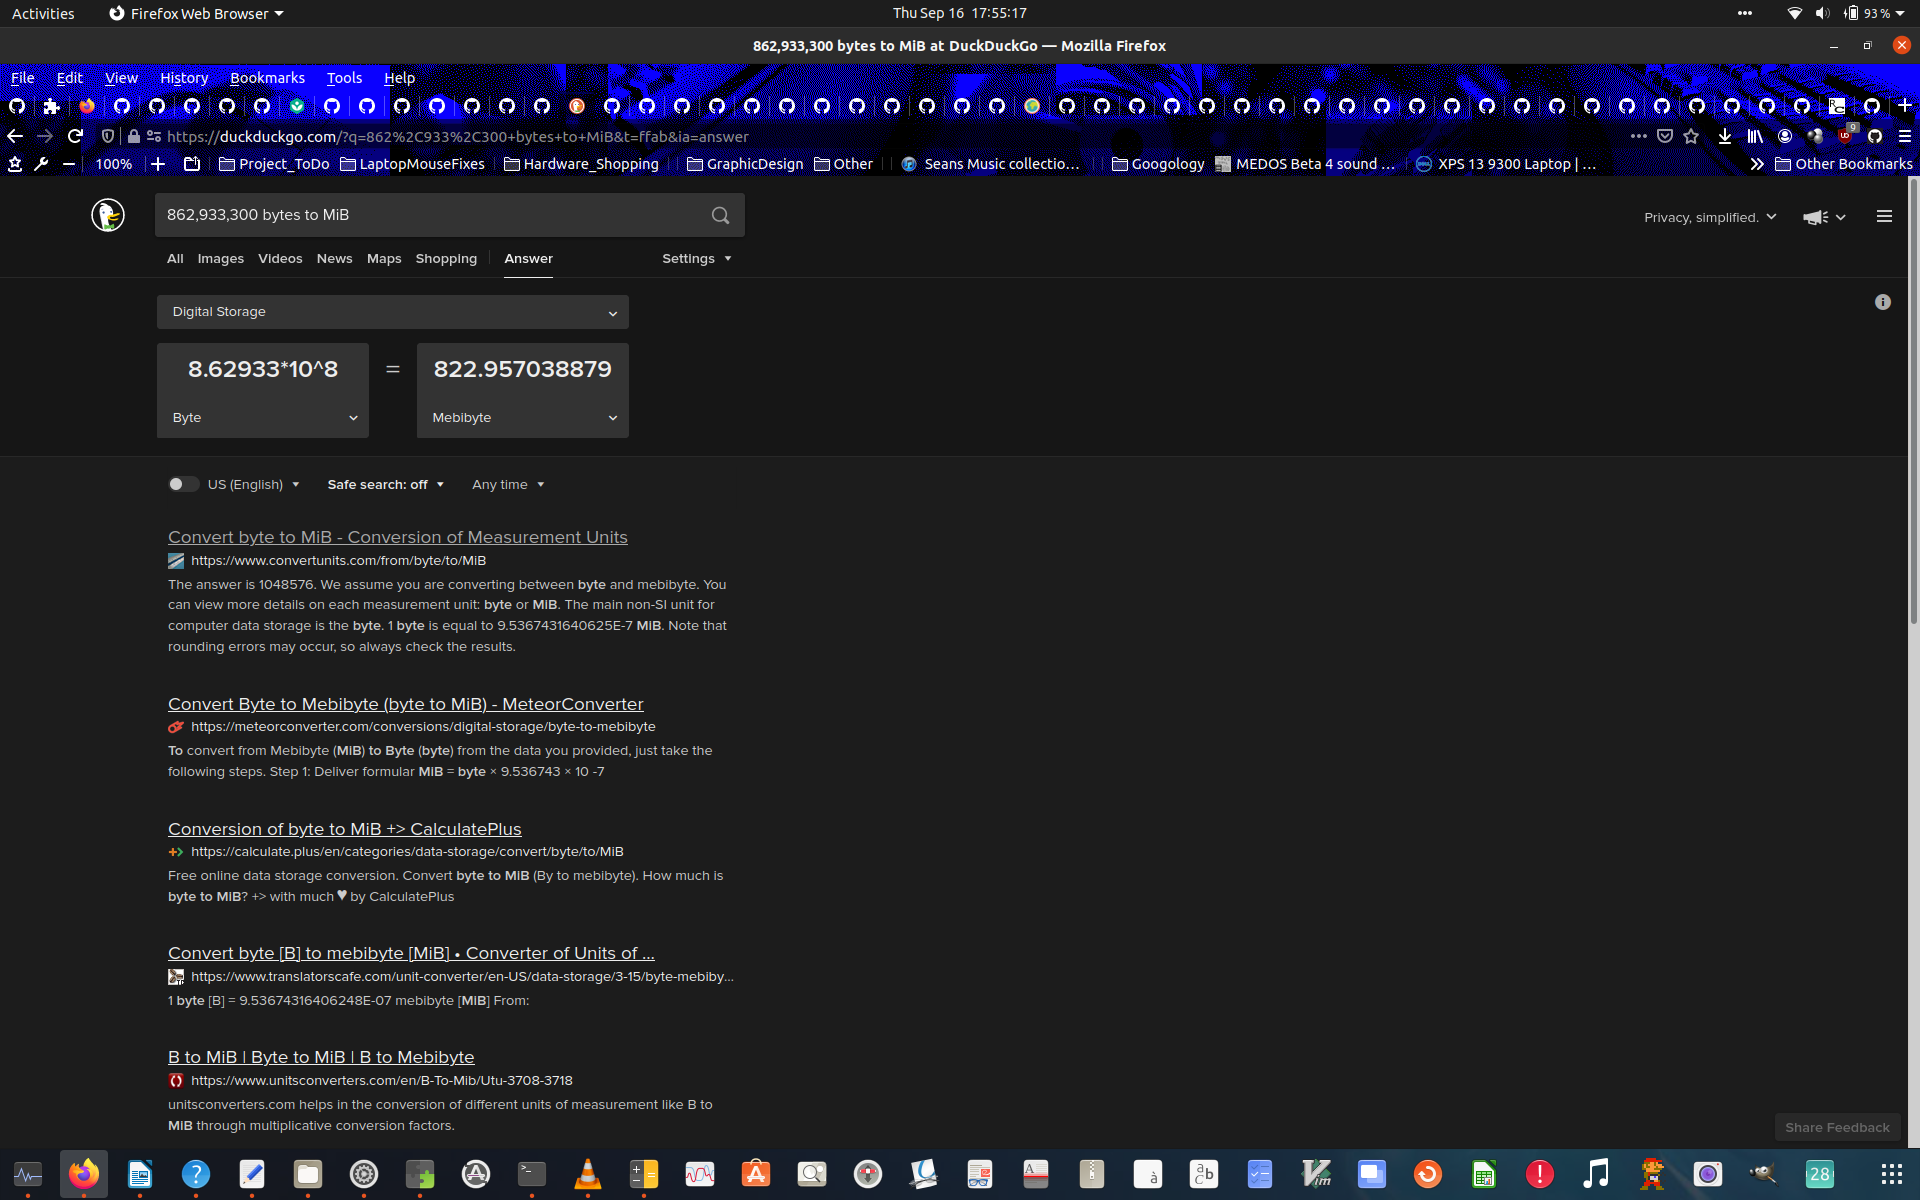 Activities Firefox Web Browser Thu Sep 16 17:55:17 93%
862,933,300 bytes to MiB at DuckDuckGo — Mozilla Firefox
File Edit View History Bookmarks Tools Help
https://duckduckgo.com/?q=862%2C933%2C300+bytes+to+MiB&t=ffab&ia=answer 9
100% Project_ToDo LaptopMouseFixes Hardware_Shopping GraphicDesign Other Seans Music collectio... Googology MEDOS Beta 4 sound ... XPS 13 9300 Laptop | ... Other Bookmarks
862,933,300 bytes to MiB
Privacy, simplified.
All Images Videos News Maps Shopping Answer Settings
Digital Storage
8.62933*10^8 = 822.957038879
Byte Mebibyte
US (English) Safe search: off Any time
Convert byte to MiB - Conversion of Measurement Units
https://www.convertunits.com/from/byte/to/MiB
The answer is 1048576. We assume you are converting between byte and mebibyte. You
can view more details on each measurement unit: byte or MiB. The main non-SI unit for
computer data storage is the byte. 1 byte is equal to 9.5367431640625E-7 MiB. Note that
rounding errors may occur, so always check the results.
Convert Byte to Mebibyte (byte to MiB) - MeteorConverter
https://meteorconverter.com/conversions/digital-storage/byte-to-mebibyte
To convert from Mebibyte (MiB) to Byte (byte) from the data you provided, just take the
following steps. Step 1: Deliver formular MiB = byte × 9.536743 × 10 -7
Conversion of byte to MiB +> CalculatePlus
https://calculate.plus/en/categories/data-storage/convert/byte/to/MiB
Free online data storage conversion. Convert byte to MiB (By to mebibyte). How much is
byte to MiB? +> with much ♥ by CalculatePlus
Convert byte [B] to mebibyte [MiB] • Converter of Units of ...
https://www.translatorscafe.com/unit-converter/en-US/data-storage/3-15/byte-mebiby...
1 byte [B] = 9.53674316406248E-07 mebibyte [MiB] From:
B to MiB | Byte to MiB | B to Mebibyte
https://www.unitsconverters.com/en/B-To-Mib/Utu-3708-3718
unitsconverters.com helps in the conversion of different units of measurement like B to
MiB through multiplicative conversion factors.
Share Feedback
28